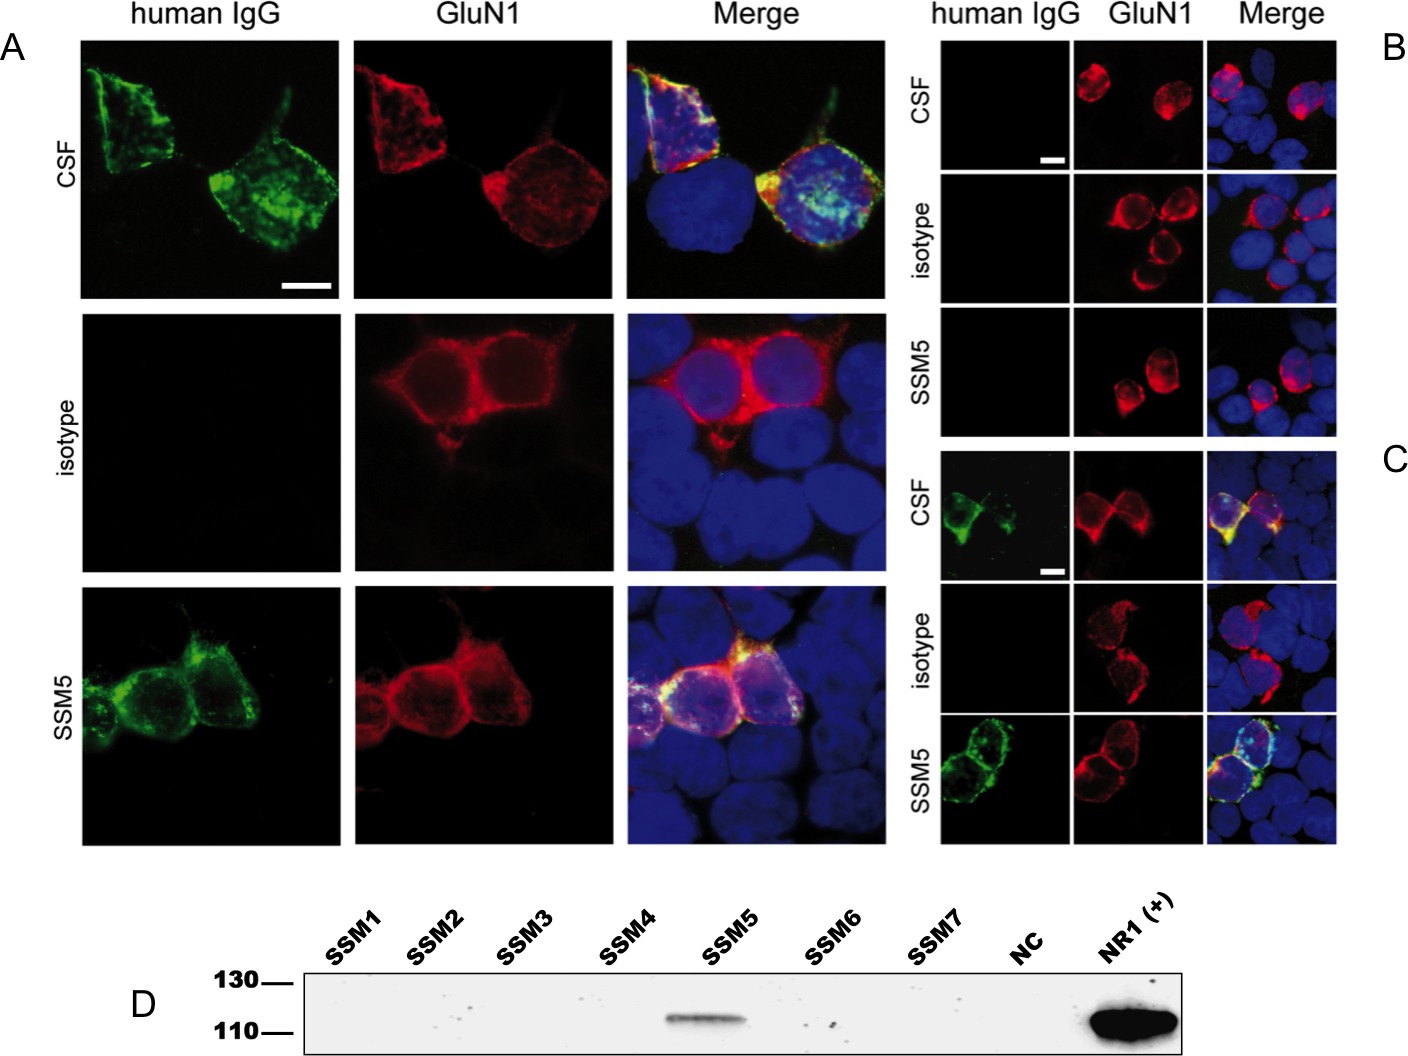 human IgG GluN1 Merge
human IgG GluN1 Merge
A
B
CSF
isotype
SSM5
CSF
isotype
SSM5
C
CSF
isotype
SSM5
SSM1 SSM2 SSM3 SSM4 SSM5 SSM6 SSM7 NC NR1 (+)
D
130
110